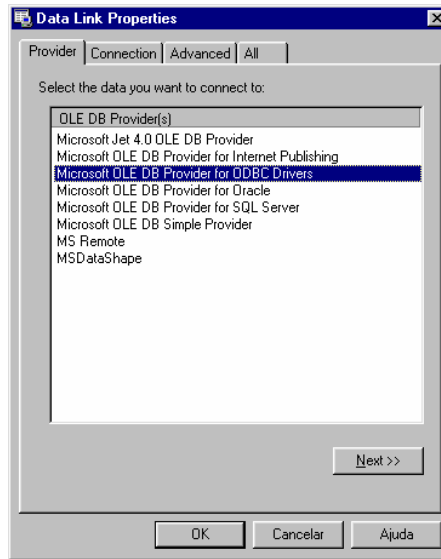 Data Link Properties
Provider Connection Advanced All
Select the data you want to connect to:
OLE DB Provider(s)
Microsoft Jet 4.0 OLE DB Provider
Microsoft OLE DB Provider for Internet Publishing
Microsoft OLE DB Provider for ODBC Drivers
Microsoft OLE DB Provider for Oracle
Microsoft OLE DB Provider for SQL Server
Microsoft OLE DB Simple Provider
MS Remote
MSDataShape
Next >>
OK Cancelar Ajuda